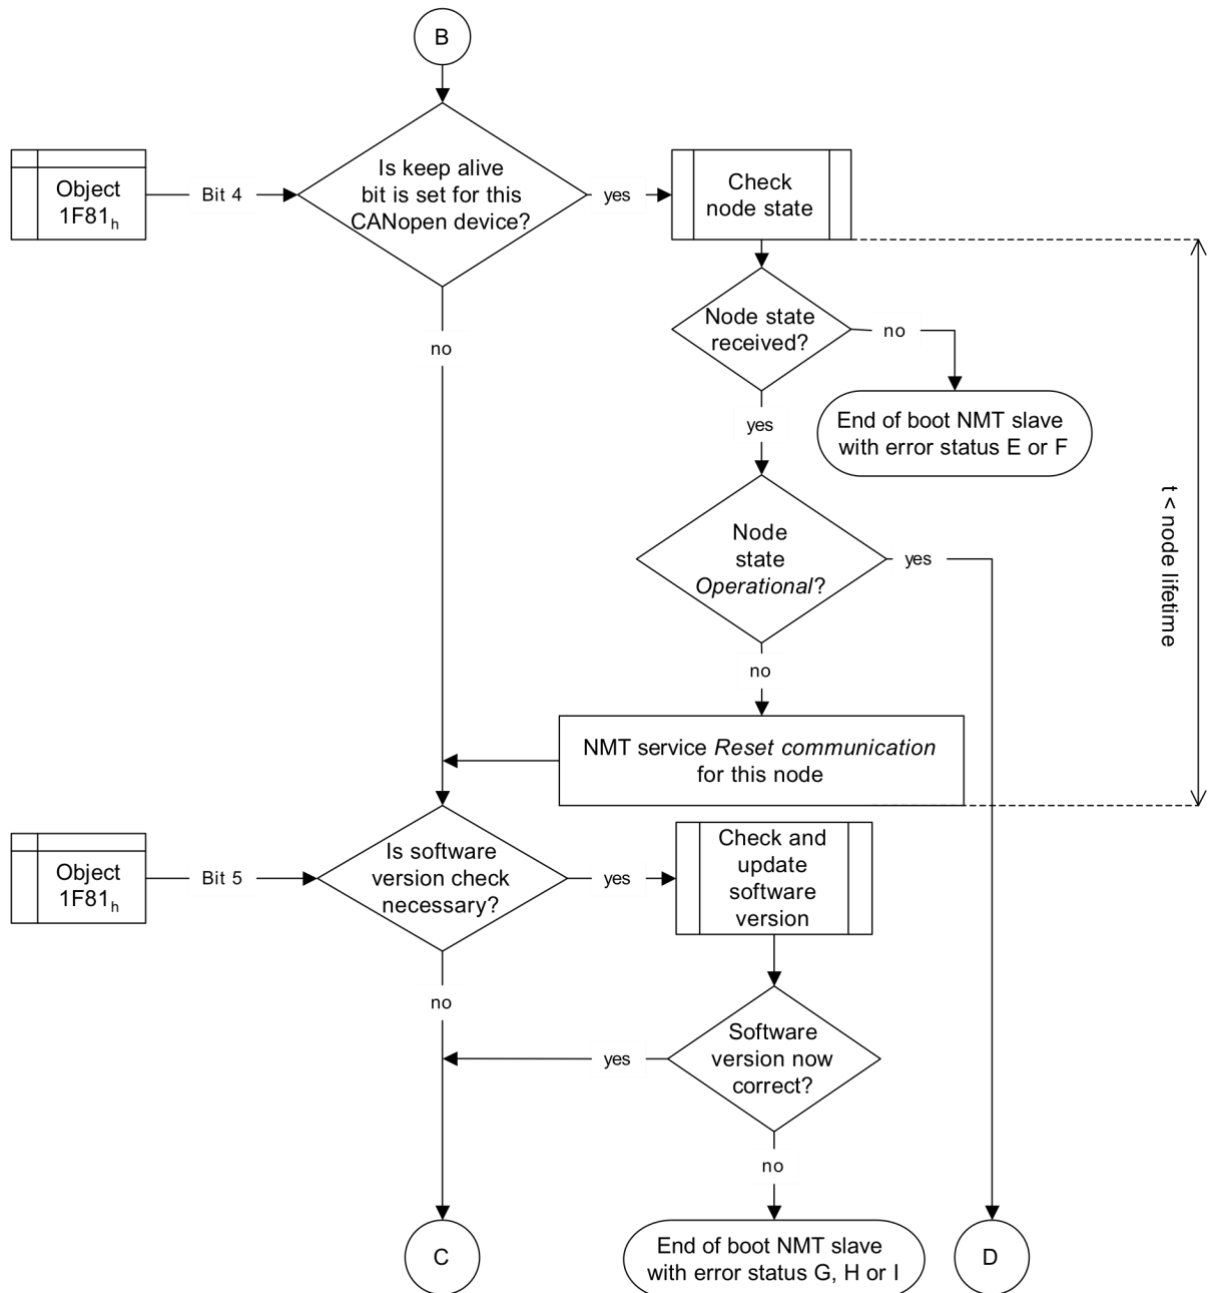 B
Object
1F81h
Bit 4
Is keep alive
bit is set for this
CANopen device?
yes
Check
node state
no
Node state
received?
no
yes
End of boot NMT slave
with error status E or F
t < node lifetime
Node
state
Operational?
yes
no
NMT service Reset communication
for this node
Object
1F81h
Bit 5
Is software
version check
necessary?
yes
Check and
update
software
version
no
yes
Software
version now
correct?
no
C
End of boot NMT slave
with error status G, H or I
D